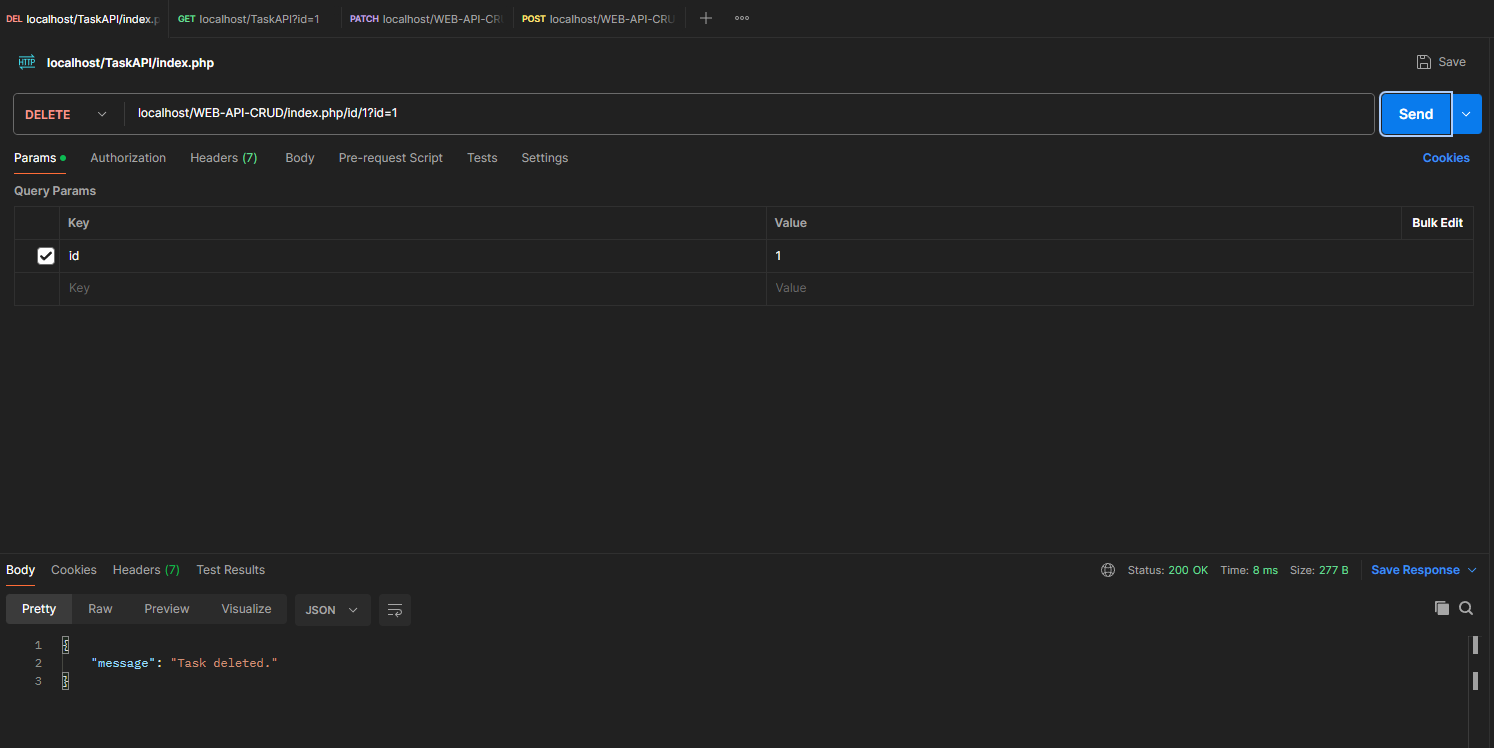 DEL localhost/TaskAPI/index.p GET localhost/TaskAPI?id=1 PATCH localhost/WEB-API-CR POST localhost/WEB-API-CRU
HTTP localhost/TaskAPI/index.php Save
DELETE localhost/WEB-API-CRUD/index.php/id/1?id=1 Send
Params Authorization Headers (7) Body Pre-request Script Tests Settings Cookies
Query Params
Key Value Bulk Edit
id 1
Key Value
Body Cookies Headers (7) Test Results Status: 200 OK Time: 8 ms Size: 277 B Save Response
Pretty Raw Preview Visualize JSON
1 {
2 "message": "Task deleted."
3 }